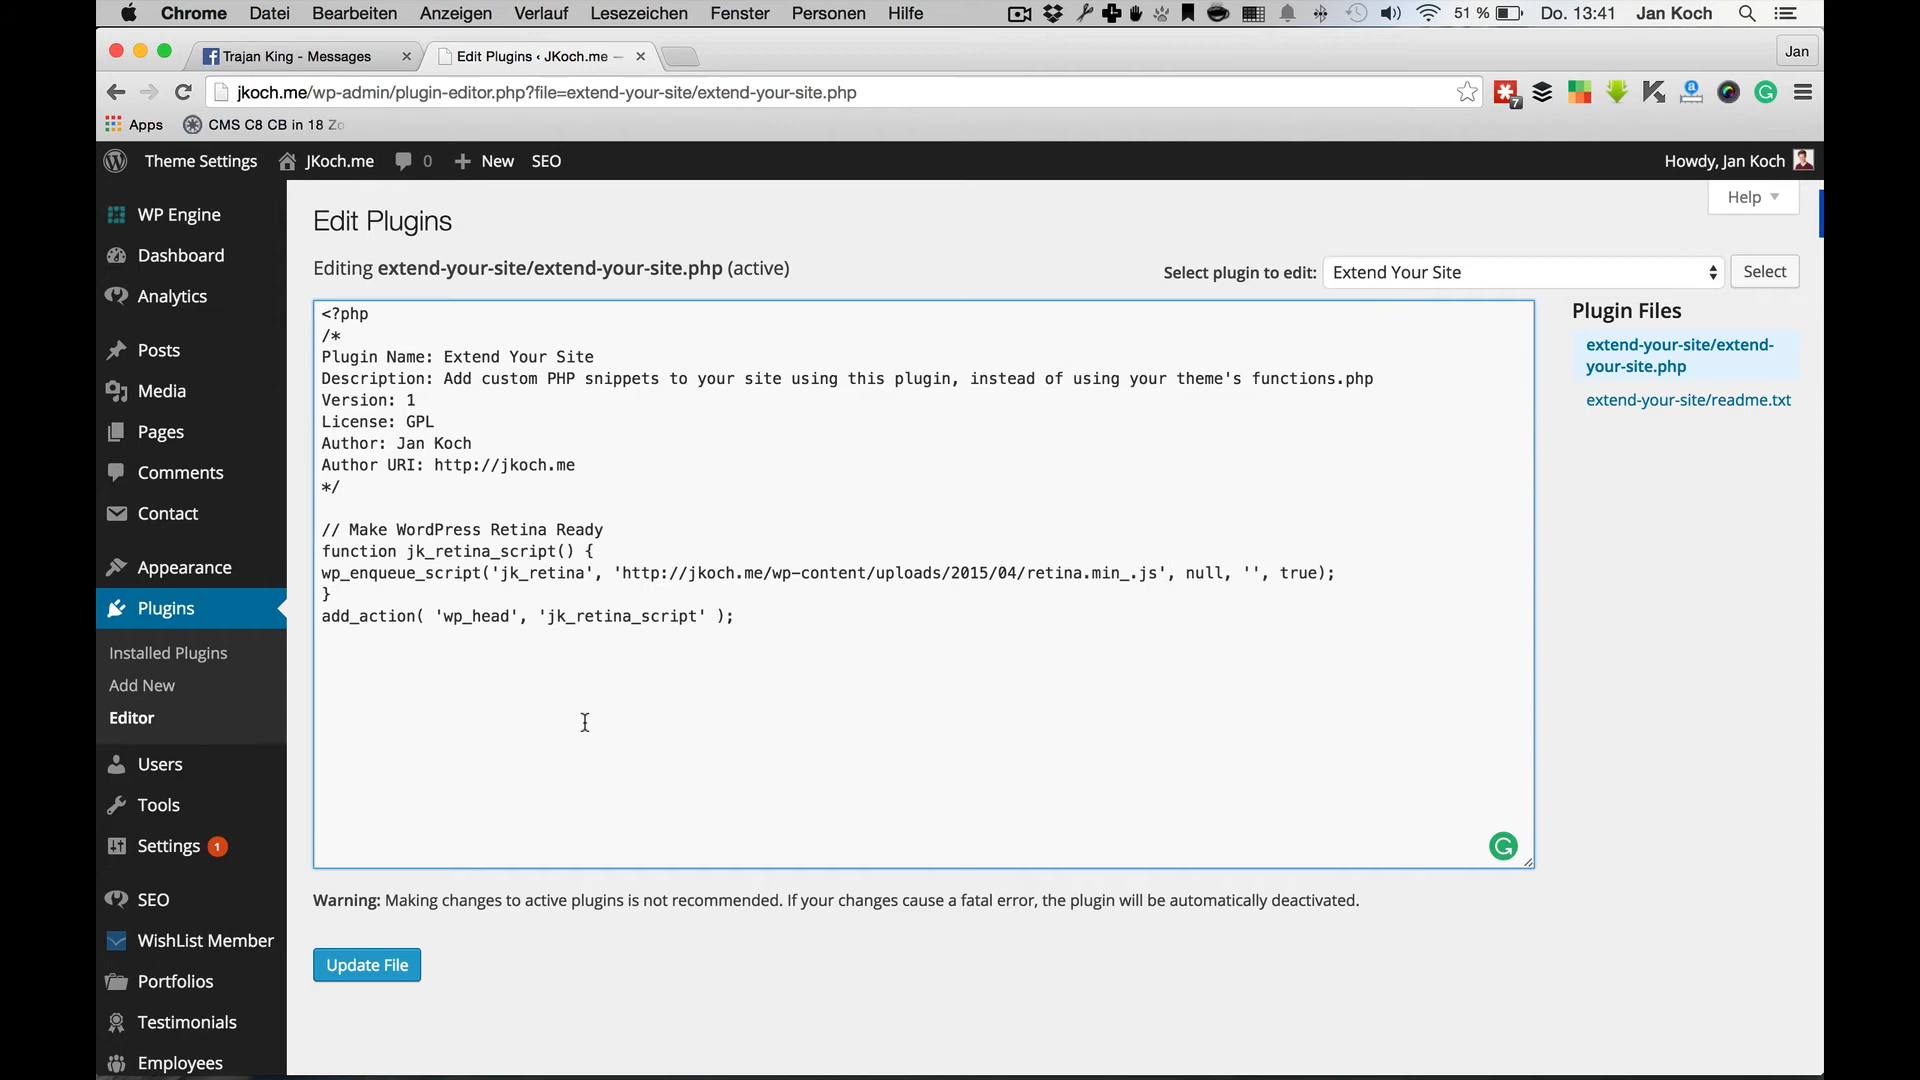 Chrome Datei Bearbeiten Anzeigen Verlauf Lesezeichen Fenster Personen Hilfe 51 % Do. 13:41 Jan Koch
Trajan King - Messages
Edit Plugins ‹ JKoch.me —
Jan
jkoch.me/wp-admin/plugin-editor.php?file=extend-your-site/extend-your-site.php
7
Apps
CMS C8 CB in 18 Zo
Theme Settings JKoch.me 0 New SEO
Howdy, Jan Koch
WP Engine
Dashboard
Analytics
Posts
Media
Pages
Comments
Contact
Appearance
Plugins
Installed Plugins
Add New
Editor
Users
Tools
Settings 1
SEO
WishList Member
Portfolios
Testimonials
Employees
Help
Edit Plugins
Editing extend-your-site/extend-your-site.php (active)
Select plugin to edit: Extend Your Site Select
<?php
/*
Plugin Name: Extend Your Site
Description: Add custom PHP snippets to your site using this plugin, instead of using your theme's functions.php
Version: 1
License: GPL
Author: Jan Koch
Author URI: http://jkoch.me
*/
// Make WordPress Retina Ready
function jk_retina_script() {
wp_enqueue_script('jk_retina', 'http://jkoch.me/wp-content/uploads/2015/04/retina.min_.js', null, '', true);
}
add_action( 'wp_head', 'jk_retina_script' );
Plugin Files
extend-your-site/extend-
your-site.php
extend-your-site/readme.txt
Warning: Making changes to active plugins is not recommended. If your changes cause a fatal error, the plugin will be automatically deactivated.
Update File